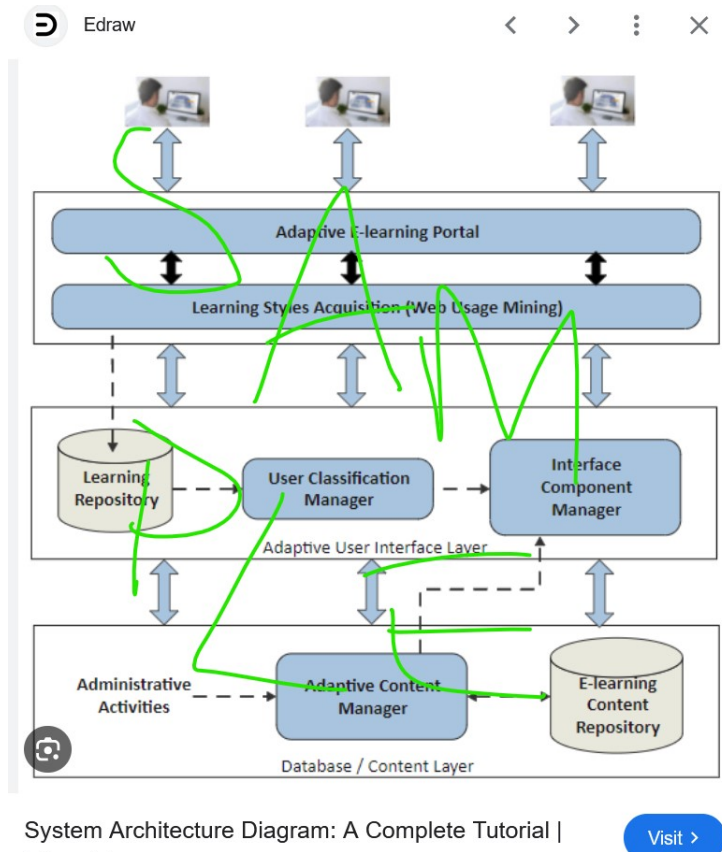 Edraw
Adaptive E-learning Portal
Learning Styles Acquisition (Web Usage Mining)
SAM
Learning
Repository
User Classification
Manager
Interface
Component
Manager
PLE
Adaptive User Interface Layer
Administrative
Activities
Adaptive Content
Manager
E-learning
Content
Repository
Database / Content Layer
System Architecture Diagram: A Complete Tutorial |
Visit >